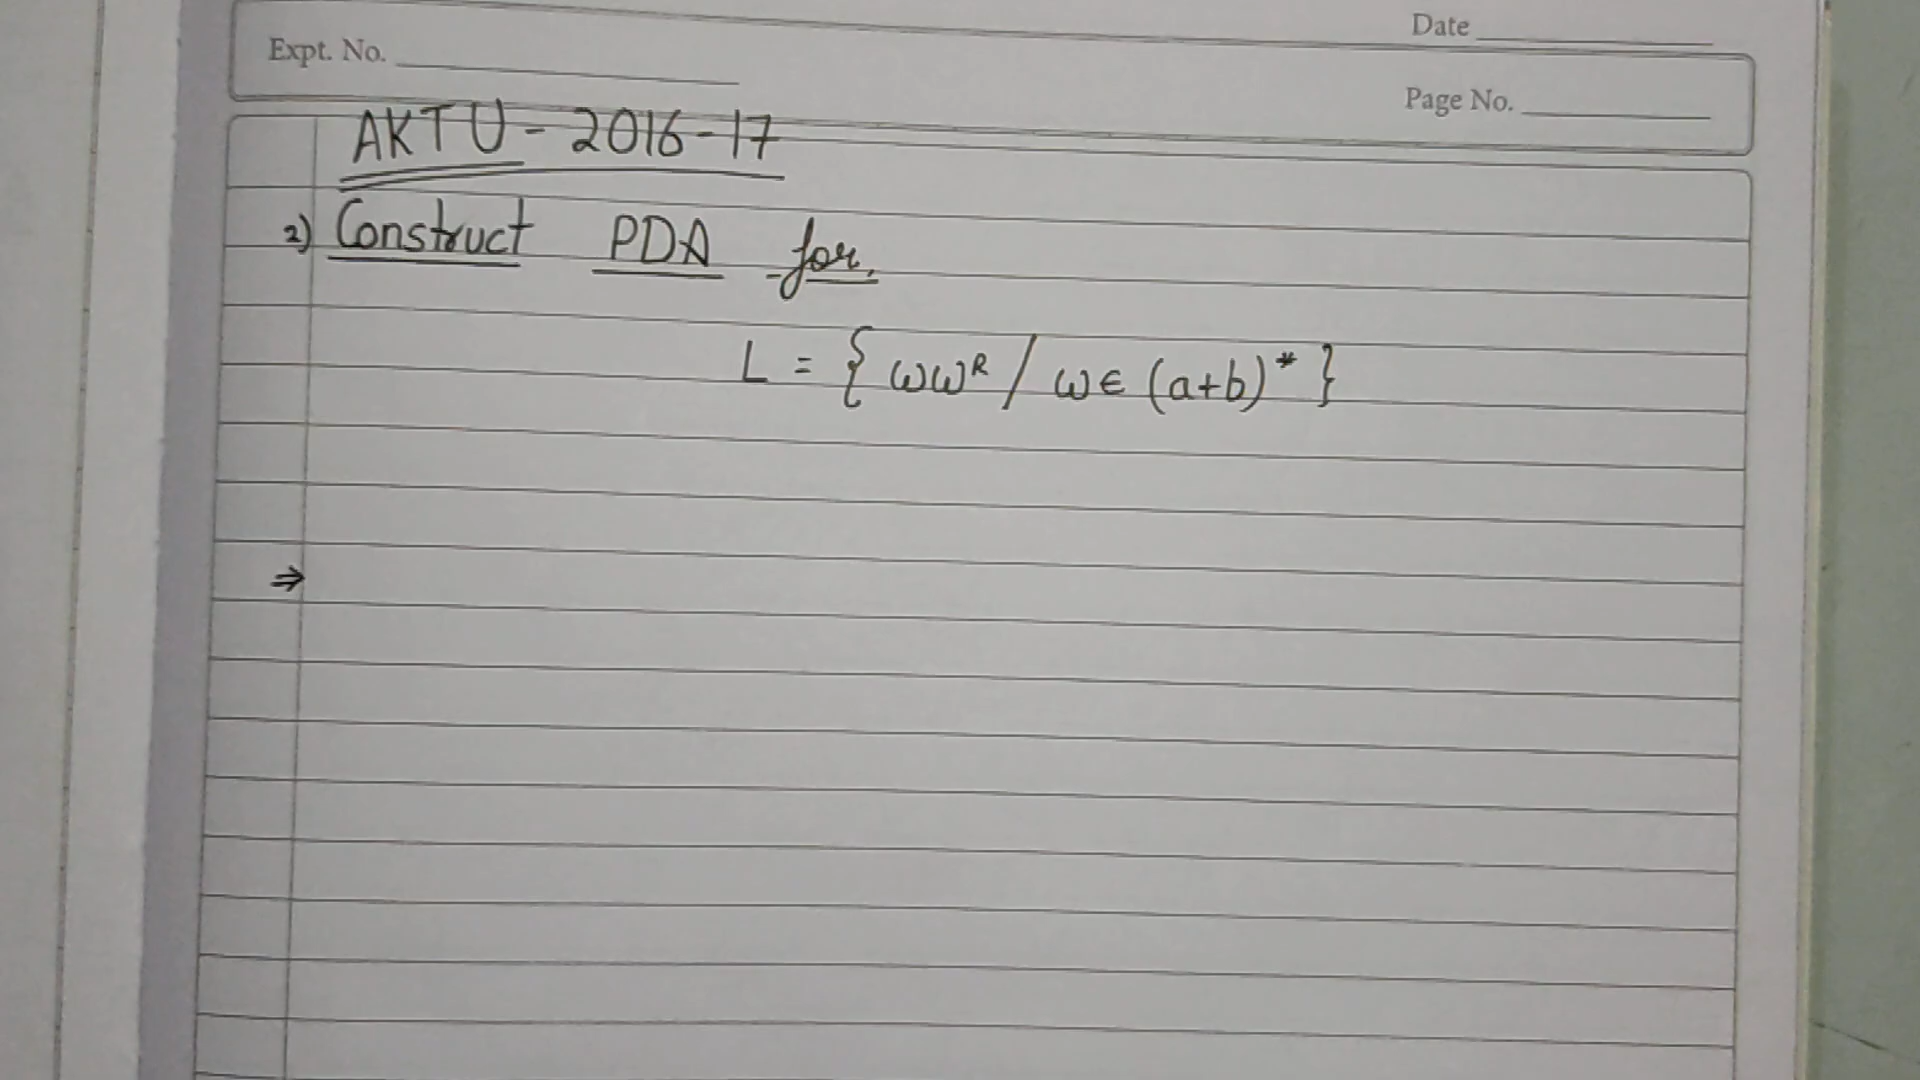 Date
Expt. No.
Page No.
AKTU - 2016-17
2) Construct PDA for.
L = { ωω^R / ω∈ (a+b)* }
⇒